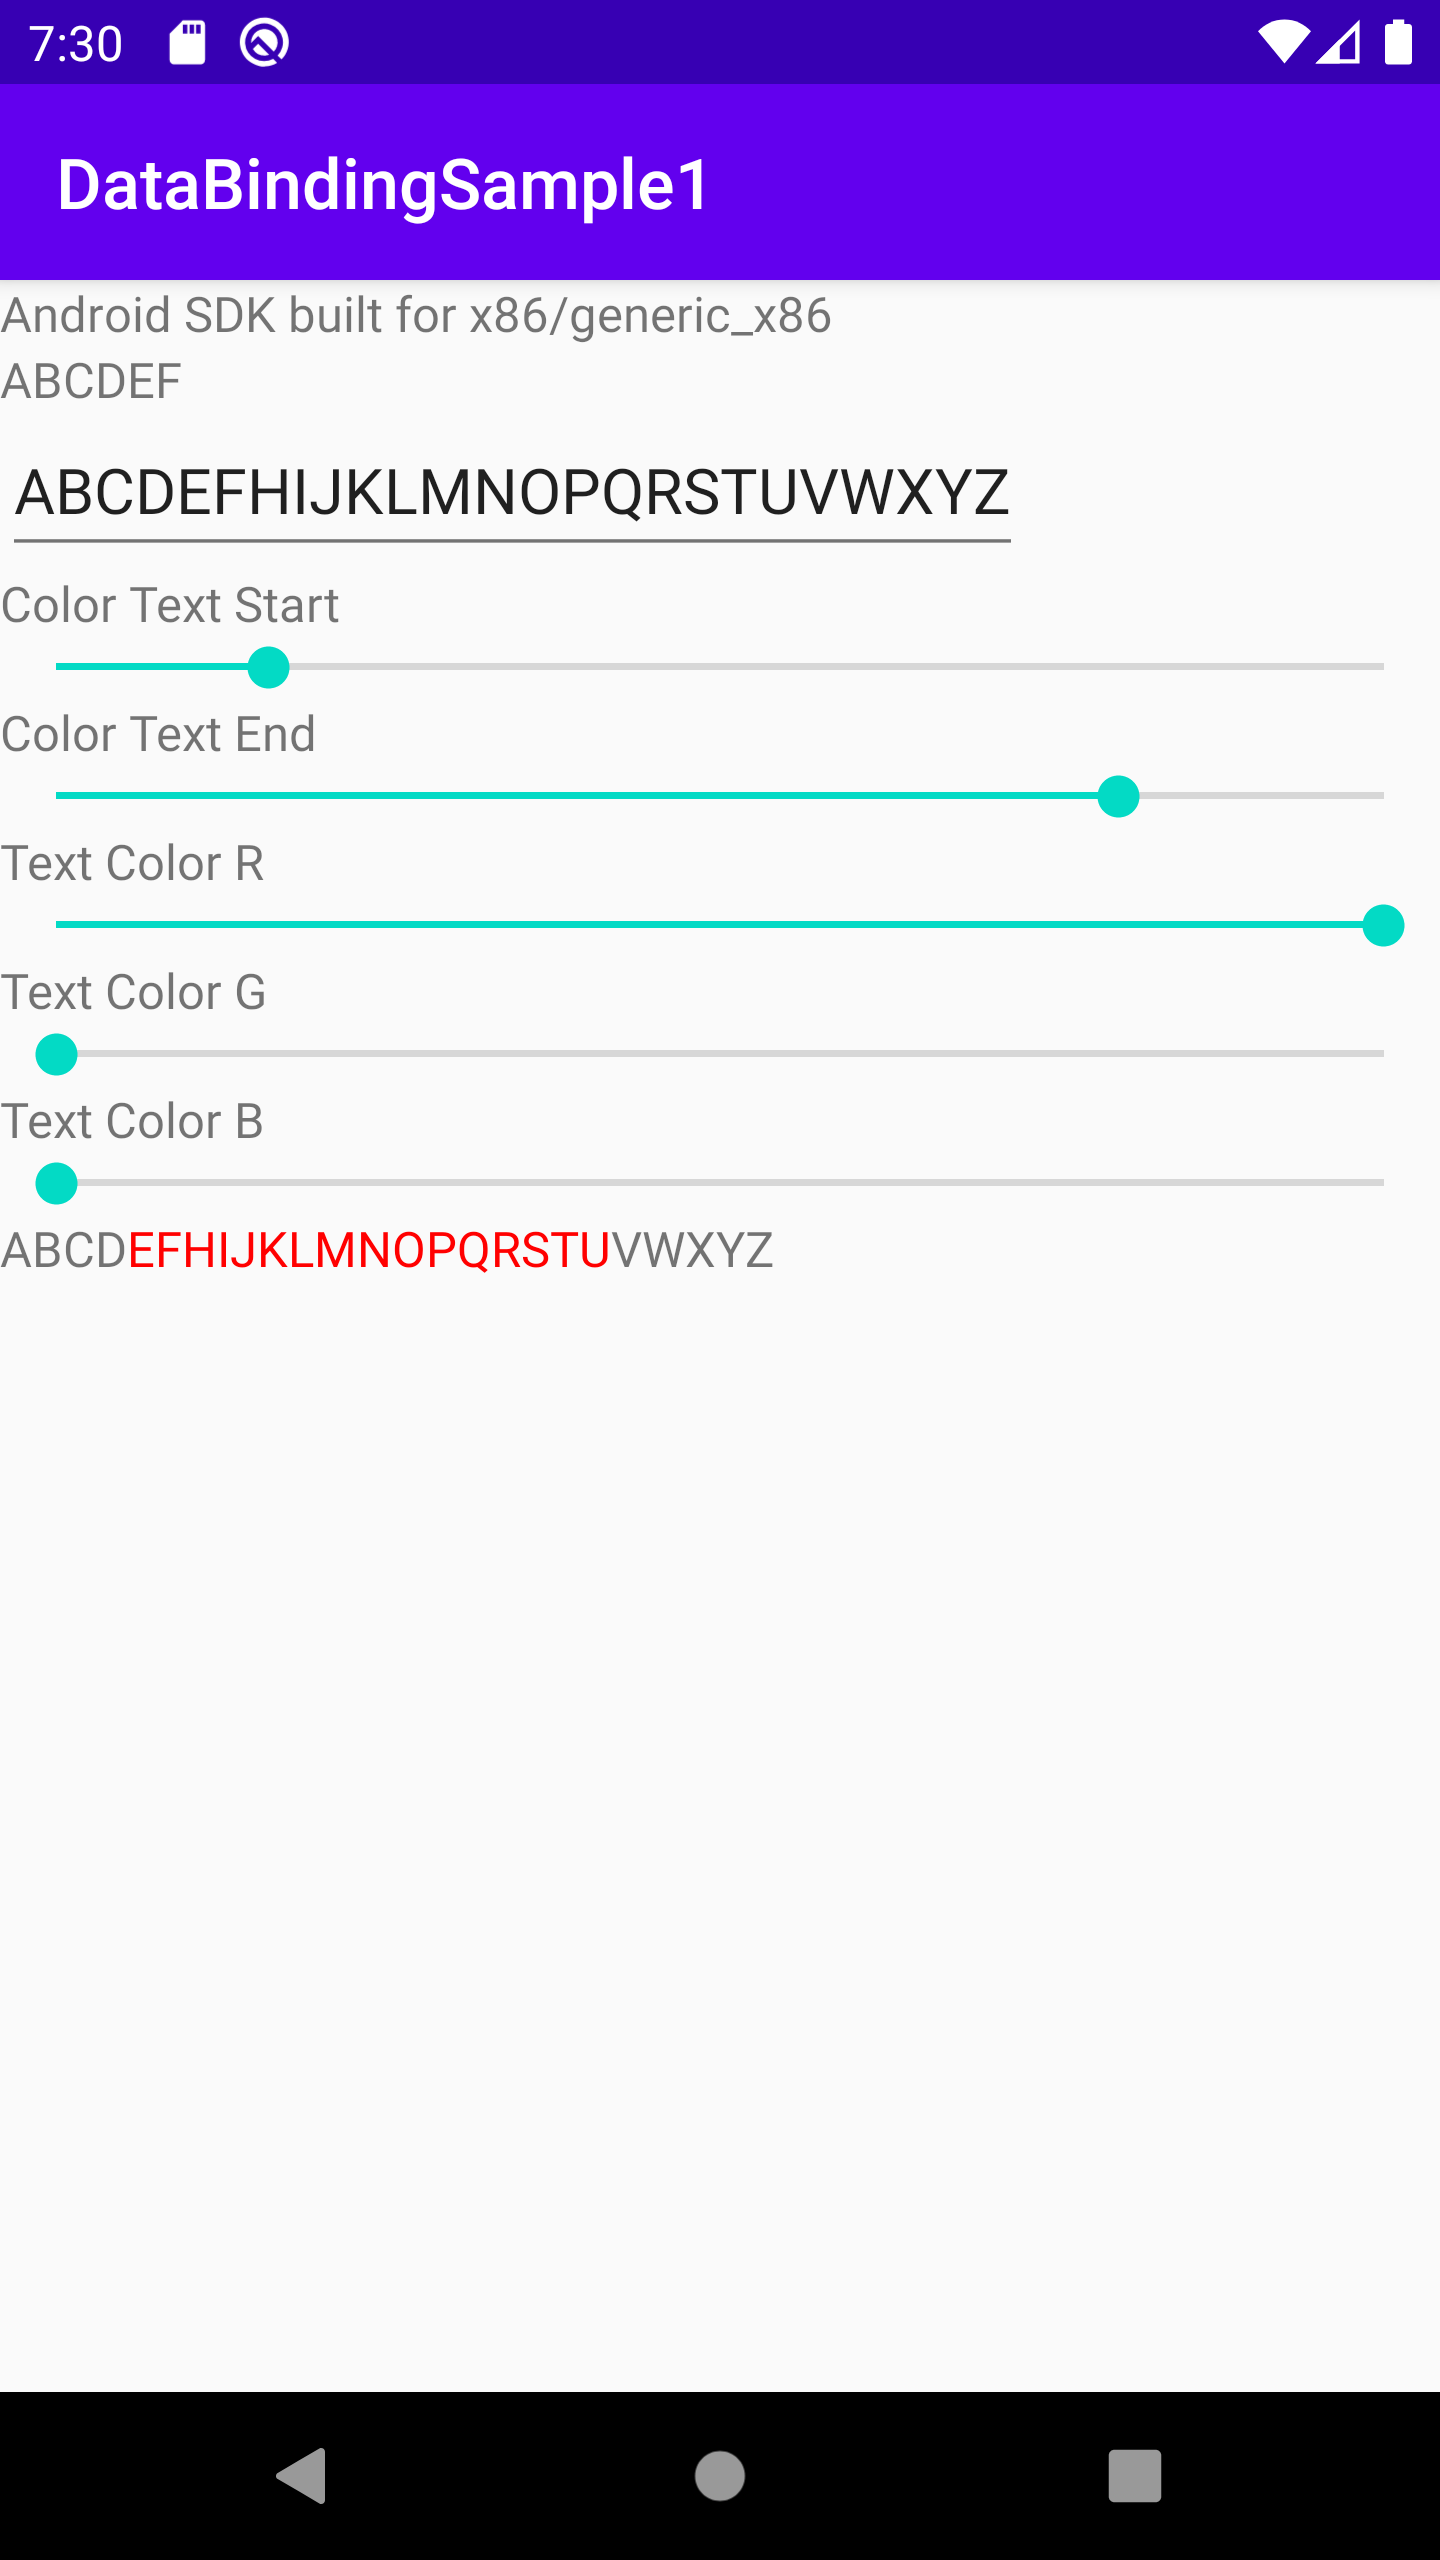 7:30
DataBindingSample1
Android SDK built for x86/generic_x86
ABCDEF
ABCDEFHIJKLMNOPQRSTUVWXYZ
Color Text Start
Color Text End
Text Color R
Text Color G
Text Color B
ABCDEFHIJKLMNOPQRSTUVWXYZ